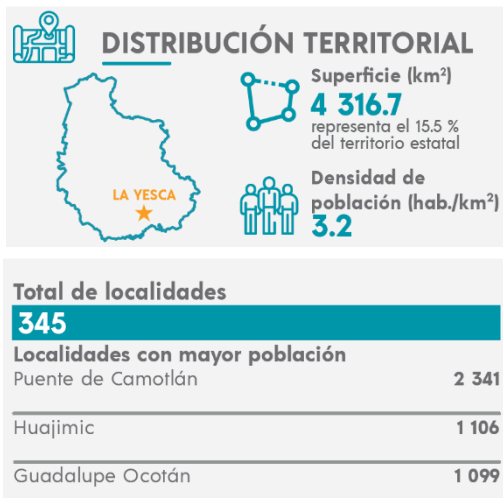 DISTRIBUCIÓN TERRITORIAL
Superficie (km²)
4 316.7
representa el 15.5 %
del territorio estatal
LA YESCA
Densidad de
población (hab./km²)
3.2
Total de localidades
345
Localidades con mayor población
Puente de Camotlán 2 341
Huajimic 1 106
Guadalupe Ocotán 1 099